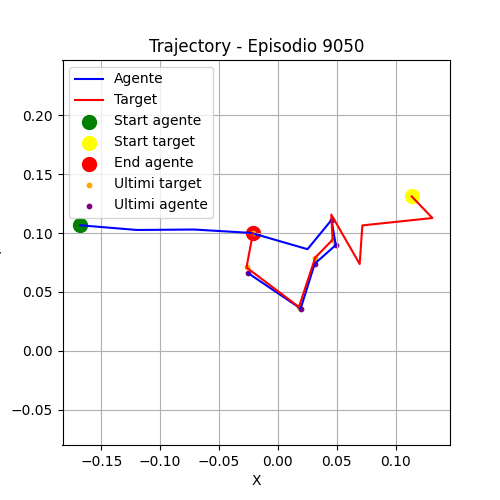 Trajectory - Episodio 9050
Agente
Target
Start agente
Start target
End agente
Ultimi target
Ultimi agente
0.20
0.15
0.10
0.05
0.00
−0.05
−0.15
−0.10
−0.05
0.00
0.05
0.10
X